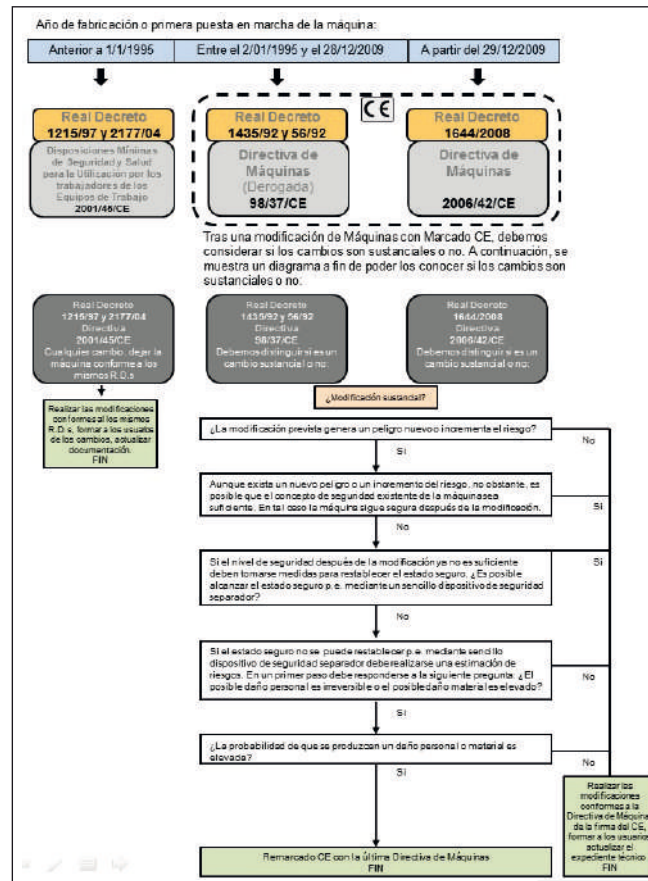 Año de fabricación o primera puesta en marcha de la máquina:
Anterior a 1/1/1995
Entre el 2/01/1995 y el 28/12/2009
A partir del 29/12/2009
Real Decreto
1215/97 y 2177/04
Disposiciones Mínimas
de Seguridad y Salud
para la Utilización por los
trabajadores de los
Equipos de Trabajo
2001/45/CE
CE
Real Decreto
1435/92 y 56/92
Directiva de
Máquinas
(Derogada)
98/37/CE
Real Decreto
1644/2008
Directiva de
Máquinas
2006/42/CE
Tras una modificación de Máquinas con Marcado CE, debemos
considerar si los cambios son sustanciales o no. A continuación, se
muestra un diagrama a fin de poder los conocer si los cambios son
sustanciales o no:
Real Decreto
1215/97 y 2177/04
Directiva
2001/45/CE
Cualquier cambio, dejar la
máquina conforme a los
mismos R.D.s
Real Decreto
1435/92 y 56/92
Directiva
98/37/CE
Debemos distinguir si es un
cambio sustancial o no:
Real Decreto
1644/2008
Directiva
2006/42/CE
Debemos distinguir si es un
cambio sustancial o no:
Realizar las modificaciones
conformes al los mismos
R.D.s, formar a los usuarios
de los cambios, actualizar
documentación.
FIN
¿Modificación sustancial?
¿La modificación prevista genera un peligro nuevo o incrementa el riesgo?
No
Si
Aunque exista un nuevo peligro o un incremento del riesgo, no obstante, es
posible que el concepto de seguridad existente de la máquina sea
suficiente. En tal caso la máquina sigue segura después de la modificación.
Si
No
Si el nivel de seguridad después de la modificación ya no es suficiente
deben tomarse medidas para restablecer el estado seguro. ¿Es posible
alcanzar el estado seguro p.e. mediante un sencillo dispositivo de seguridad
separador?
Si
No
Si el estado seguro no se puede restablecer p.e. mediante sencillo
dispositivo de seguridad separador debe realizarse una estimación de
riesgos. En un primer paso debe responderse a la siguiente pregunta: ¿El
posible daño personal es irreversible o el posible daño material es elevado?
No
Si
¿La probabilidad de que se produzcan un daño personal o material es
elevada?
No
Si
Remarcado CE con la última Directiva de Máquinas
FIN
Realizar las
modificaciones
conformes a la
Directiva de Máquina
de la firma del CE,
formar a los usuarios
actualizar el
expediente técnico
FIN